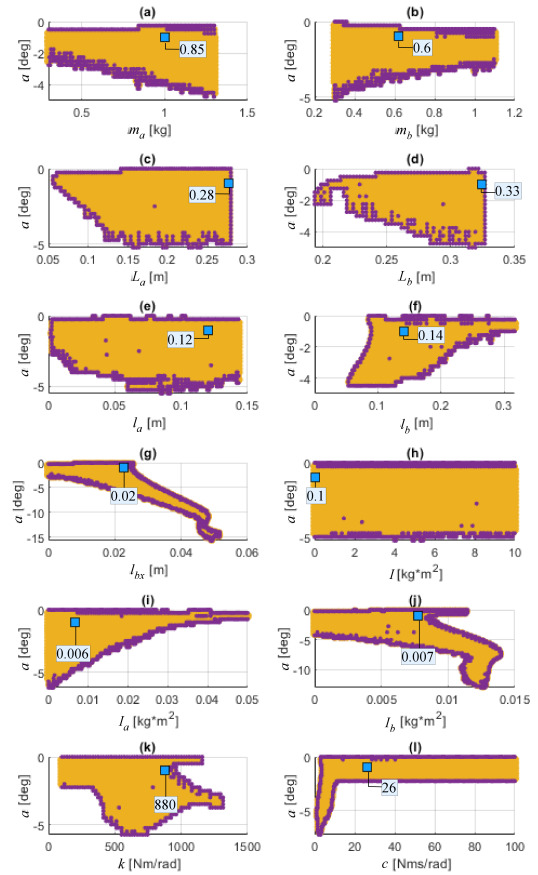 (a)
0
-2
-4
a [deg]
0.85
0.5
1
1.5
m_a [kg]
(b)
0
-5
a [deg]
0.6
0.2
0.4
0.6
0.8
1
1.2
m_b [kg]
(c)
0
-5
a [deg]
0.28
0.05
0.1
0.15
0.2
0.25
0.3
L_a [m]
(d)
0
-2
-4
a [deg]
0.33
0.2
0.25
0.3
0.35
L_b [m]
(e)
0
-5
a [deg]
0.12
0
0.05
0.1
0.15
l_a [m]
(f)
0
-2
-4
a [deg]
0.14
0
0.1
0.2
0.3
l_b [m]
(g)
0
-5
-10
-15
a [deg]
0.02
0
0.02
0.04
0.06
l_bx [m]
(h)
0
-5
a [deg]
0.1
0
2
4
6
8
10
I [kg*m²]
(i)
0
-5
a [deg]
0.006
0
0.01
0.02
0.03
0.04
0.05
I_a [kg*m²]
(j)
0
-5
-10
a [deg]
0.007
0
0.005
0.01
0.015
I_b [kg*m²]
(k)
0
-5
a [deg]
880
0
500
1000
1500
k [Nm/rad]
(l)
0
-2
-4
-6
a [deg]
26
0
20
40
60
80
100
c [Nms/rad]